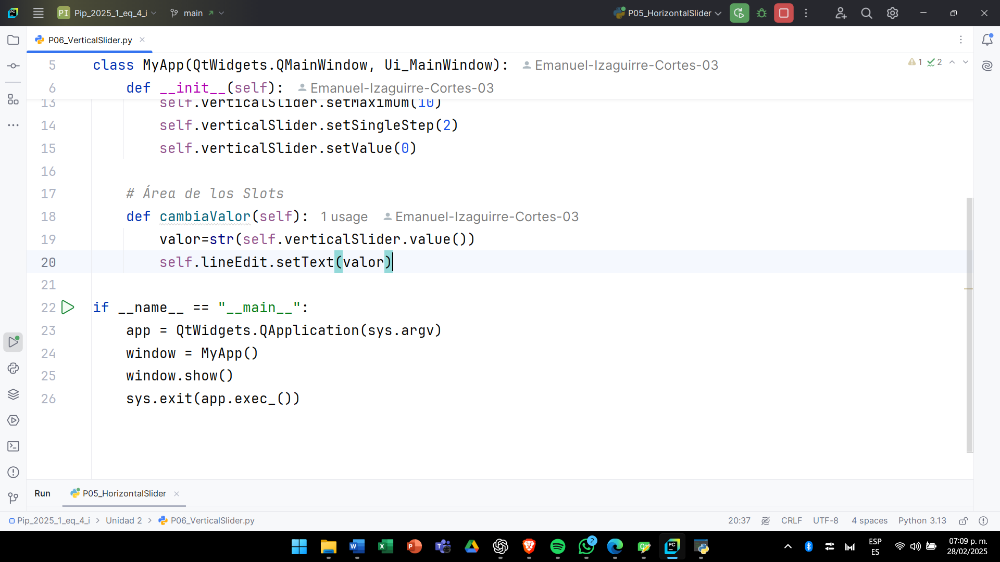 PI Pip_2025_1_eq_4_i main P05_HorizontalSlider
P06_VerticalSlider.py
5 class MyApp(QtWidgets.QMainWindow, Ui_MainWindow): Emanuel-Izaguirre-Cortes-03 1 2
6 def __init__(self): Emanuel-Izaguirre-Cortes-03
13 self.verticalSlider.setMaximum(10)
14 self.verticalSlider.setSingleStep(2)
15 self.verticalSlider.setValue(0)
16
17 # Área de los Slots
18 def cambiaValor(self): 1 usage Emanuel-Izaguirre-Cortes-03
19 valor=str(self.verticalSlider.value())
20 self.lineEdit.setText(valor)
21
22 if __name__ == "__main__":
23 app = QtWidgets.QApplication(sys.argv)
24 window = MyApp()
25 window.show()
26 sys.exit(app.exec_())
Run P05_HorizontalSlider
Pip_2025_1_eq_4_i > Unidad 2 > P06_VerticalSlider.py 20:37 CRLF UTF-8 4 spaces Python 3.13
2
ESP
ES
07:09 p. m.
28/02/2025